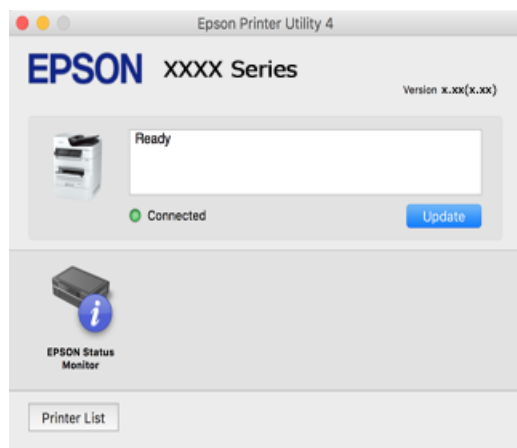 Epson Printer Utility 4
EPSON XXXX Series
Version x.xx(x.xx)
Ready
Connected
Update
EPSON Status
Monitor
Printer List